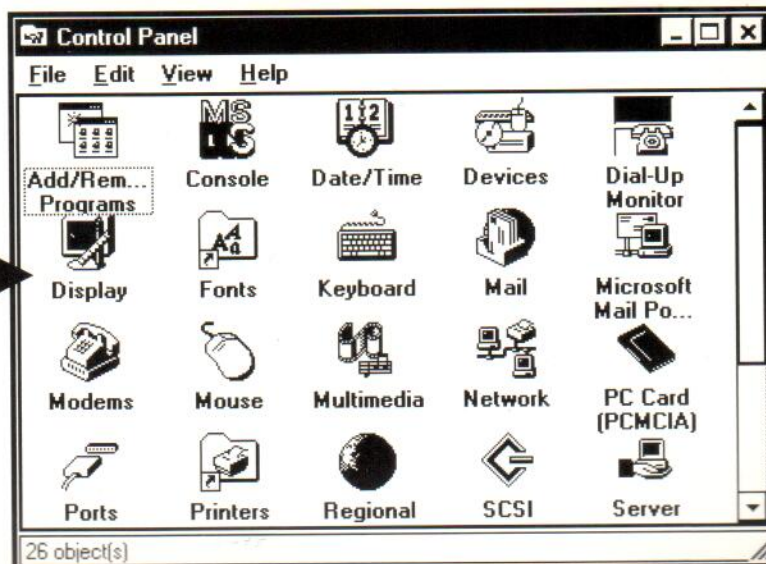 Control Panel
File Edit View Help
Add/Rem... Programs
Console
Date/Time
Devices
Dial-Up Monitor
Display
Fonts
Keyboard
Mail
Microsoft Mail Po...
Modems
Mouse
Multimedia
Network
PC Card (PCMCIA)
Ports
Printers
Regional
SCSI
Server
26 object(s)